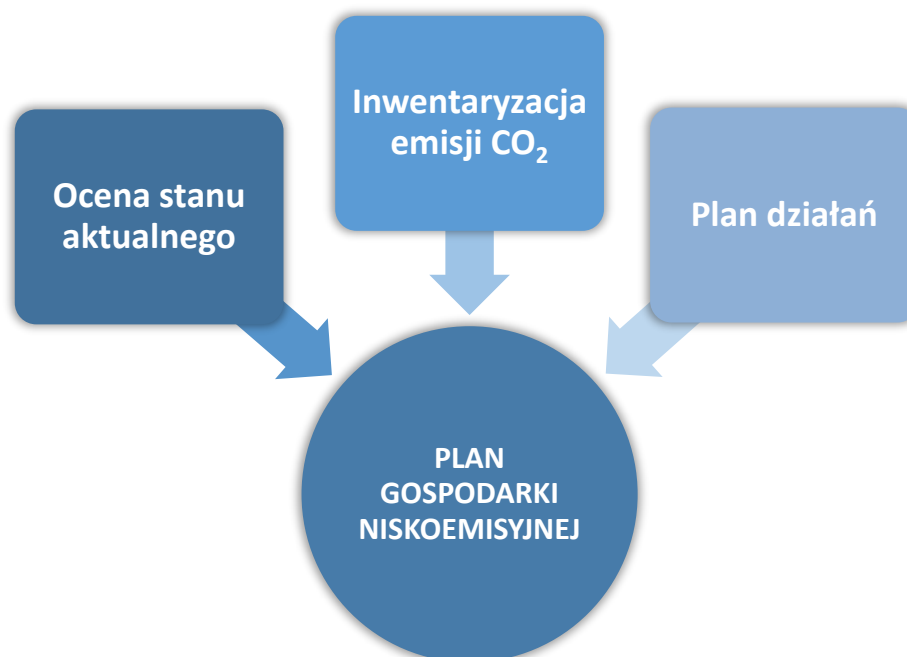 Ocena stanu
aktualnego
Inwentaryzacja
emisji CO₂
Plan działań
PLAN
GOSPODARKI
NISKOEMISYJNEJ